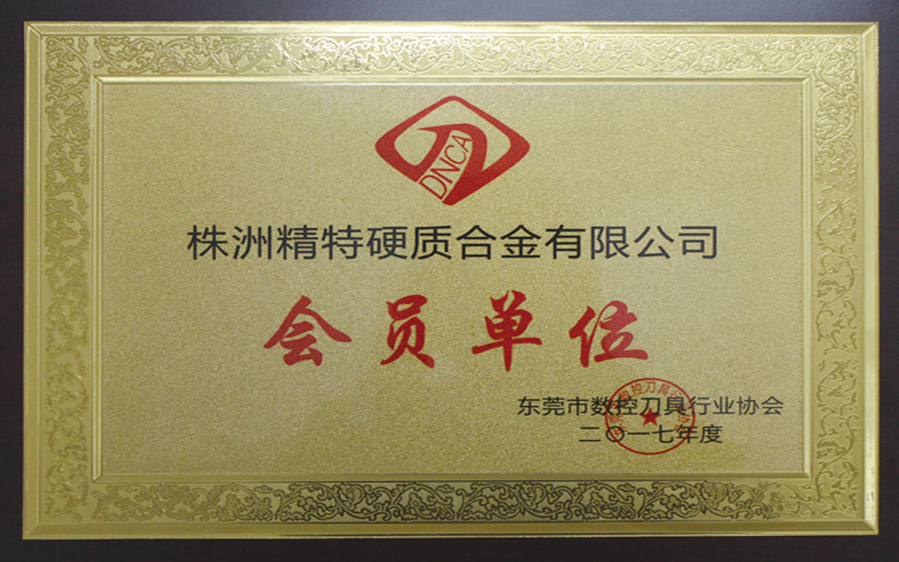 DNCA
株洲精特硬质合金有限公司
会员单位
东莞市数控刀具行业协会
二〇一七年度